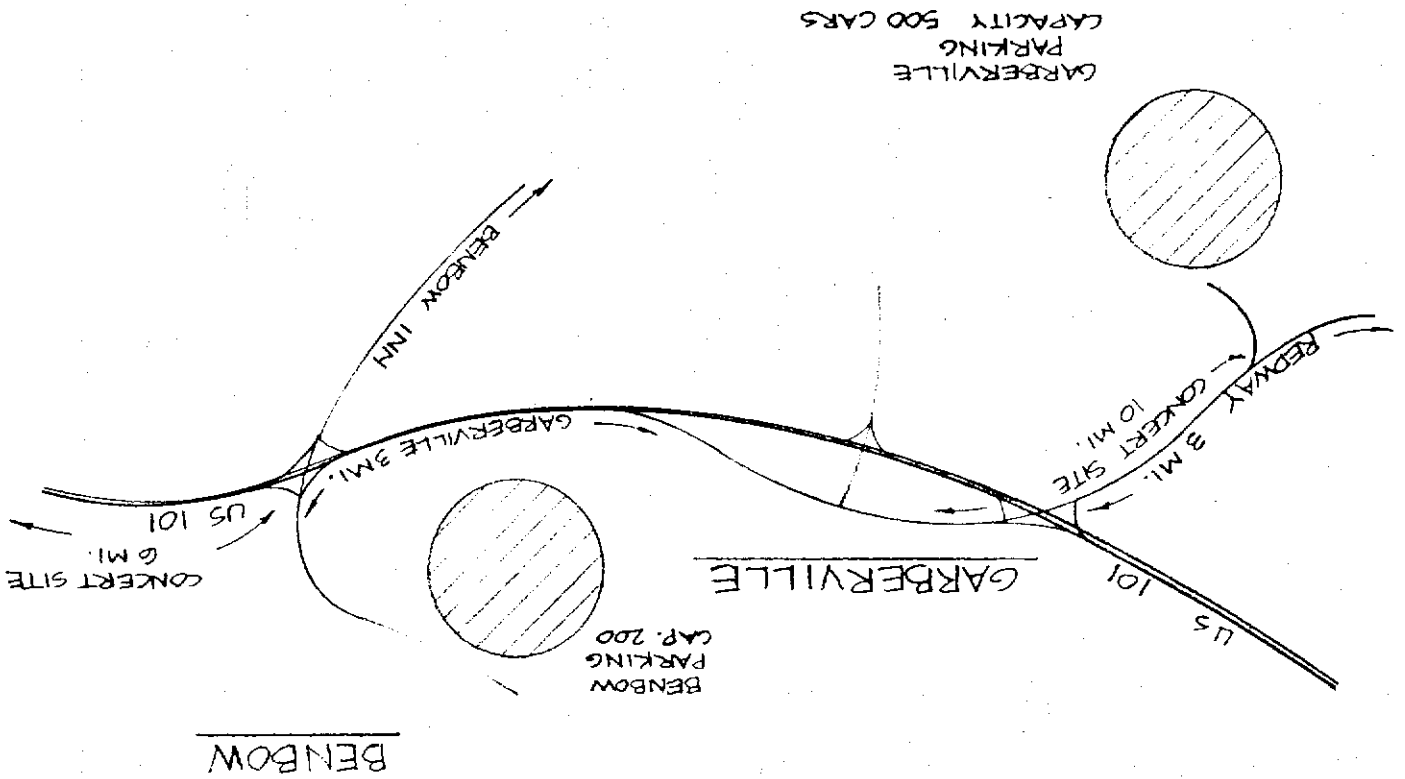 BENBOW
BENBOW
PARKING
CAP. 200
GARBERVILLE
US
101
CONCERT SITE
6 MI.
US 101
GARBERVILLE 3 MI.
3 MI.
CONCERT SITE
10 MI.
REDWAY
BENBOW INN
GARBERVILLE
PARKING
CAPACITY 500 CARS